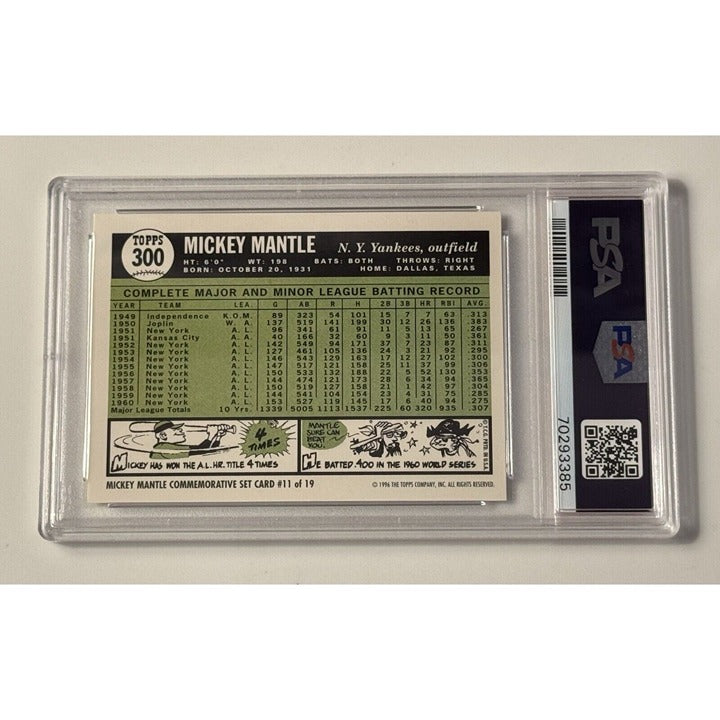 TOPPS
300
MICKEY MANTLE N. Y. Yankees, outfield
HT: 6'0" WT: 198 BATS: BOTH THROWS: RIGHT
BORN: OCTOBER 20, 1931 HOME: DALLAS, TEXAS
COMPLETE MAJOR AND MINOR LEAGUE BATTING RECORD
YEAR TEAM LEA. G AB R H 2B 3B HR RBI AVG.
1949 Independence K.O.M. 89 323 54 101 15 7 7 63 .313
1950 Joplin W. A. 137 519 141 199 30 12 26 136 .383
1951 New York A. L. 96 341 61 91 11 5 13 65 .267
1951 Kansas City A. A. 40 166 32 60 9 3 11 50 .361
1952 New York A. L. 142 549 94 171 37 7 23 87 .311
1953 New York A. L. 127 461 105 136 24 3 21 92 .295
1954 New York A. L. 146 543 129 163 17 12 27 102 .300
1955 New York A. L. 147 517 121 158 25 11 37 99 .306
1956 New York A. L. 150 533 132 188 22 5 52 130 .353
1957 New York A. L. 144 474 121 173 28 6 34 94 .365
1958 New York A. L. 150 519 127 158 21 1 42 97 .304
1959 New York A. L. 144 541 104 154 23 4 31 75 .285
1960 New York A. L. 153 527 119 145 17 6 40 94 .275
Major League Totals 10 Yrs. 1339 5005 1113 1537 225 60 320 935 .307
4 TIMES
MICKEY HAS WON THE A.L. HR. TITLE 4 TIMES
MANTLE
SURE CAN
BEAT
YOU.
HE BATTED .400 IN THE 1960 WORLD SERIES
MICKEY MANTLE COMMEMORATIVE SET CARD #11 of 19
© 1996 THE TOPPS COMPANY, INC. ALL RIGHTS RESERVED.
PSA
PSA
70293385